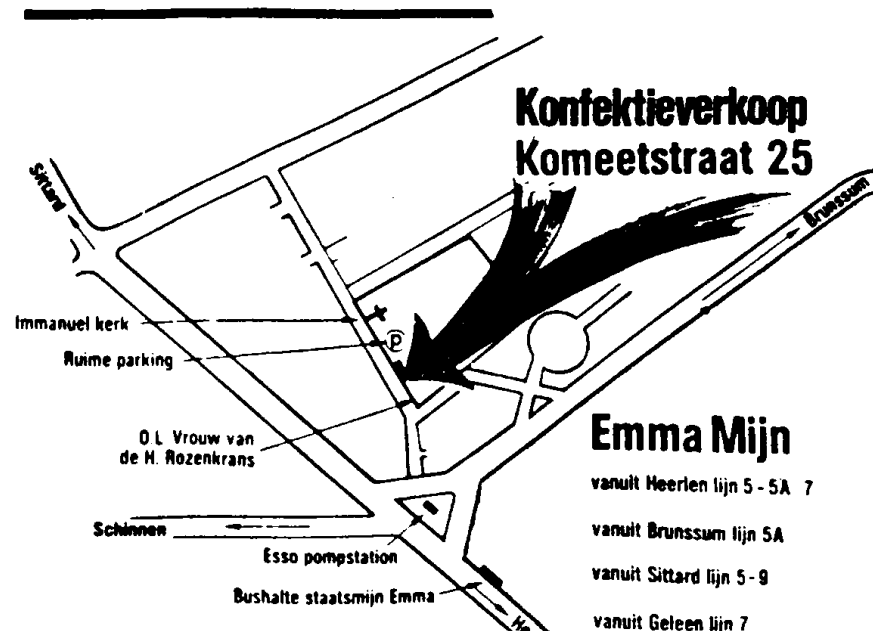 Konfektieverkoop
Komeetstraat 25
Sittard
Brunssum
Immanuel kerk
P
Ruime parking
O.L. Vrouw van
de H. Rozenkrans
Emma Mijn
vanuit Heerlen lijn 5 - 5A 7
vanuit Brunssum lijn 5A
Schinnen
Esso pompstation
vanuit Sittard lijn 5 - 9
Bushalte staatsmijn Emma
vanuit Geleen lijn 7